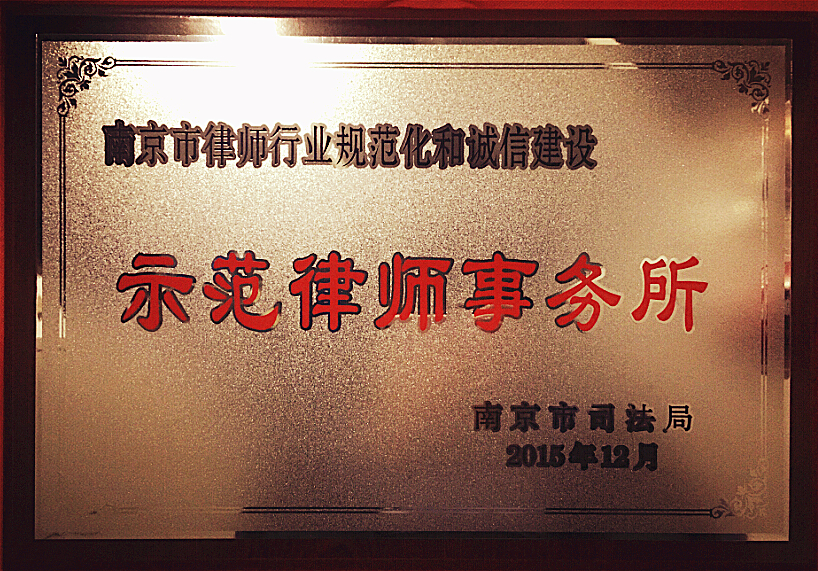 南京市律师行业规范化和诚信建设
示范律师事务所
南京市司法局
2015年12月